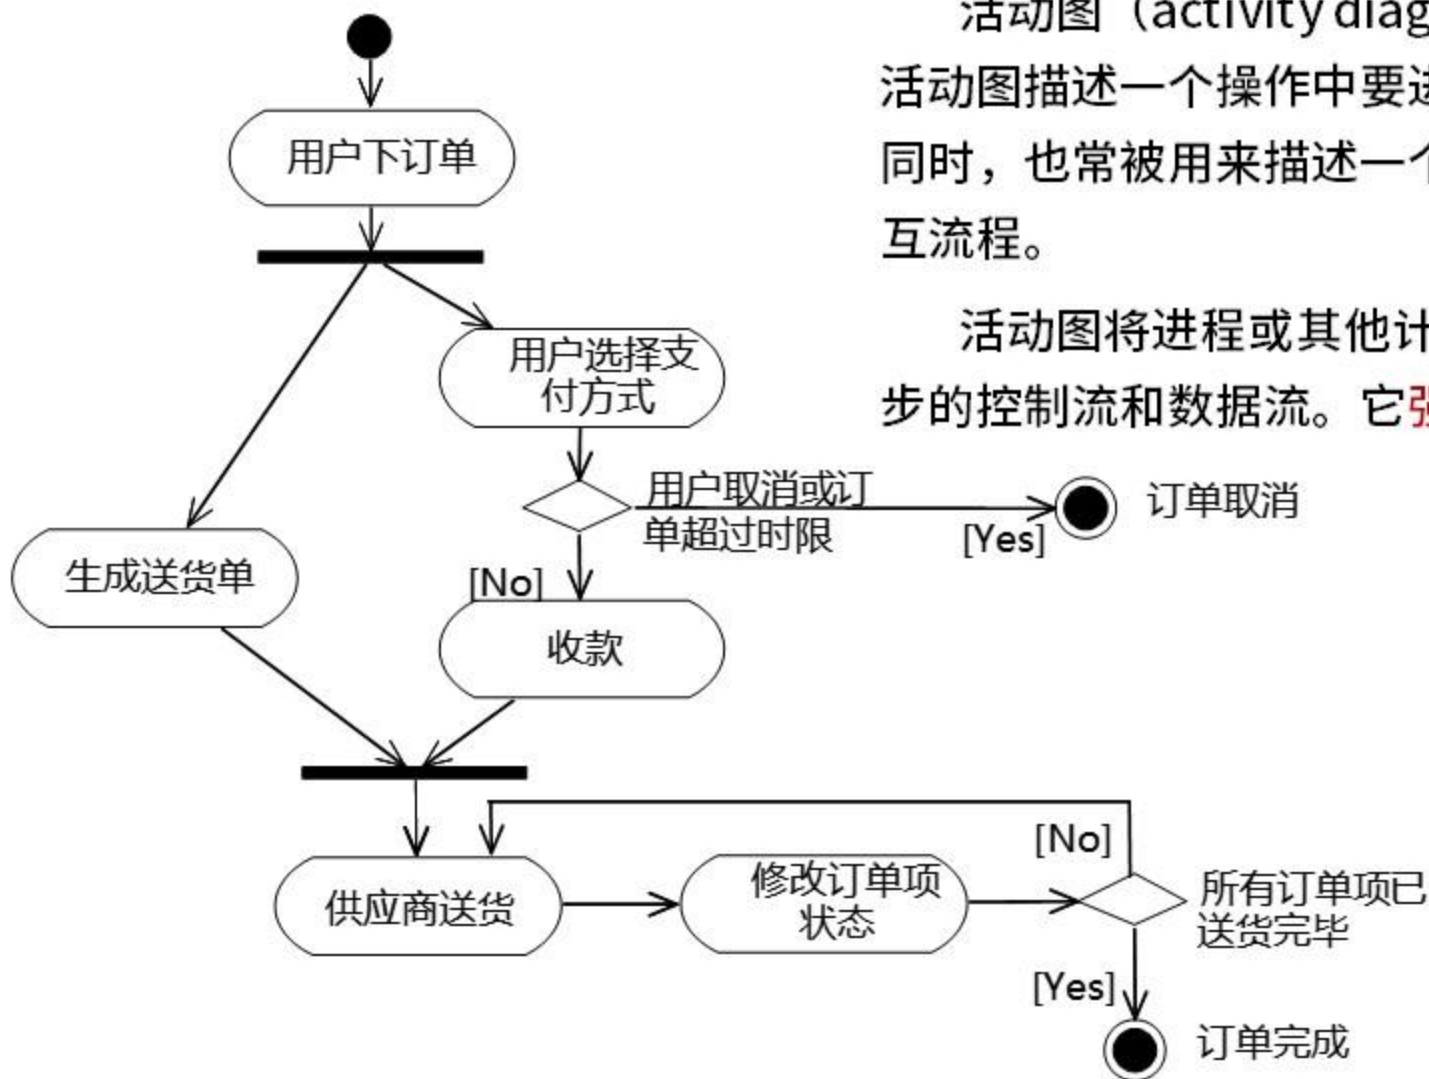 活动图（activity diag
活动图描述一个操作中要
同时，也常被用来描述一
互流程。
活动图将进程或其他计
步的控制流和数据流。它
用户下订单
用户选择支
付方式
用户取消或订
单超过时限
[Yes]
订单取消
[No]
生成送货单
收款
[No]
供应商送货
修改订单项
状态
所有订单项已
送货完毕
[Yes]
订单完成